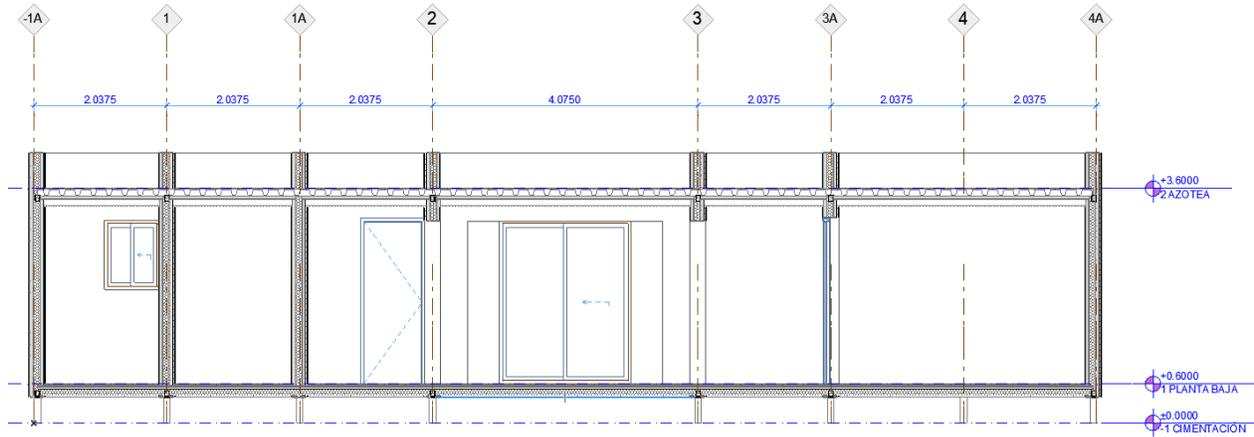 -1A 1 1A 2 3 3A 4 4A
2.0375 2.0375 2.0375 4.0750 2.0375 2.0375 2.0375
+3.6000
2 AZOTEA
+0.6000
1 PLANTA BAJA
±0.0000
-1 CIMENTACIÓN